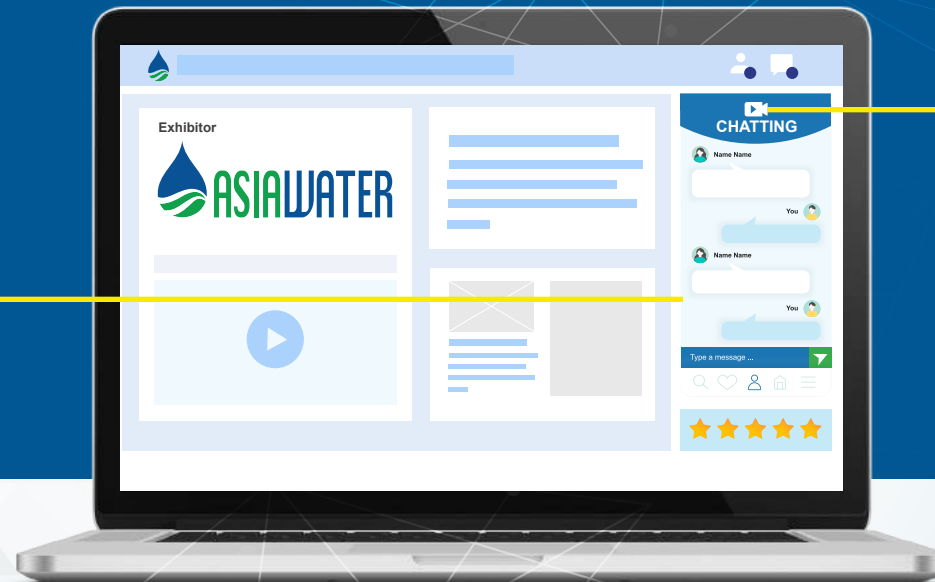 Exhibitor
ASIAWATER
CHATTING
Name Name
You
Name Name
You
Type a message ...